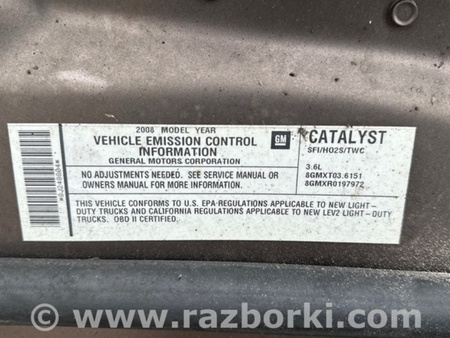 2008 MODEL YEAR
VEHICLE EMISSION CONTROL
INFORMATION
GENERAL MOTORS CORPORATION
NO ADJUSTMENTS NEEDED. SEE SERVICE MANUAL OR
OWNERS MANUAL FOR MORE INFORMATION.
GM
CATALYST
SFI/HO2S/TWC
3.6L
8GMXT03.6151
8GMXR0197972
THIS VEHICLE CONFORMS TO U.S. EPA REGULATIONS APPLICABLE TO NEW LIGHT-
DUTY TRUCKS AND CALIFORNIA REGULATIONS APPLICABLE TO NEW LEV2 LIGHT-DUTY
TRUCKS. OBD II CERTIFIED.
www.razborki.com